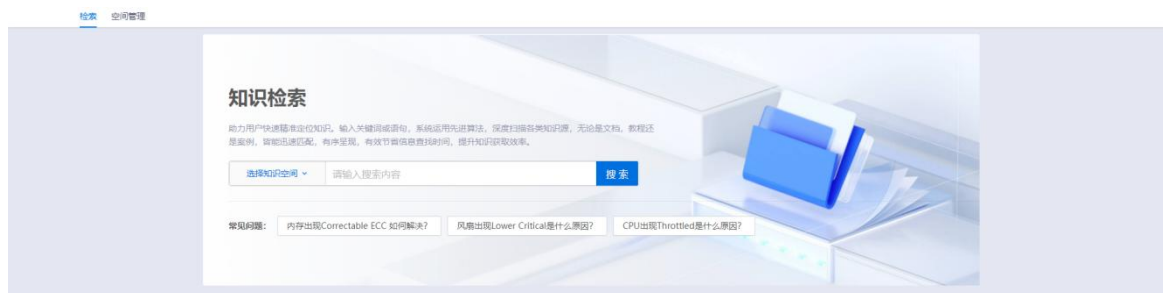 检索 空间管理
知识检索
助力用户快速精准定位知识。输入关键词或语句，系统运用先进算法，深度扫描各类知识源，无论是文档、教程还
是案例，皆能迅速匹配，有序呈现，有效节省信息查找时间，提升知识获取效率。
选择知识空间 请输入搜索内容 搜索
常见问题： 内存出现Correctable ECC 如何解决？ 风扇出现Lower Critical是什么原因？ CPU出现Throttled是什么原因？